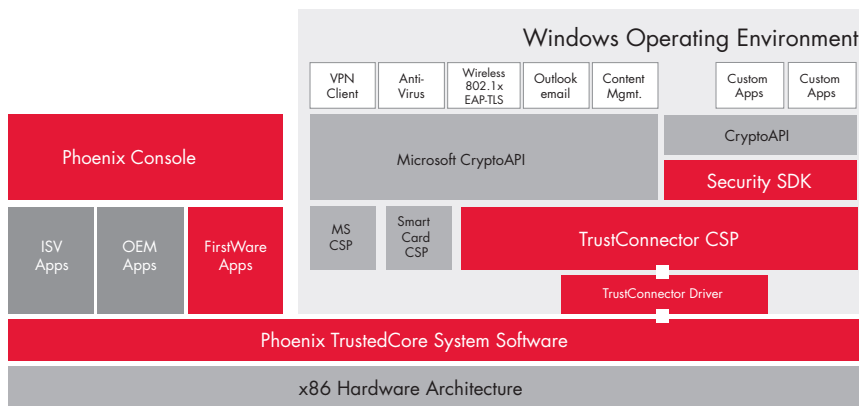 Windows Operating Environment
VPN
Client
Anti-
Virus
Wireless
802.1x
EAP-TLS
Outlook
email
Content
Mgmt.
Custom
Apps
Custom
Apps
Phoenix Console
Microsoft CryptoAPI
CryptoAPI
Security SDK
ISV
Apps
OEM
Apps
FirstWare
Apps
MS
CSP
Smart
Card
CSP
TrustConnector CSP
TrustConnector Driver
Phoenix TrustedCore System Software
x86 Hardware Architecture